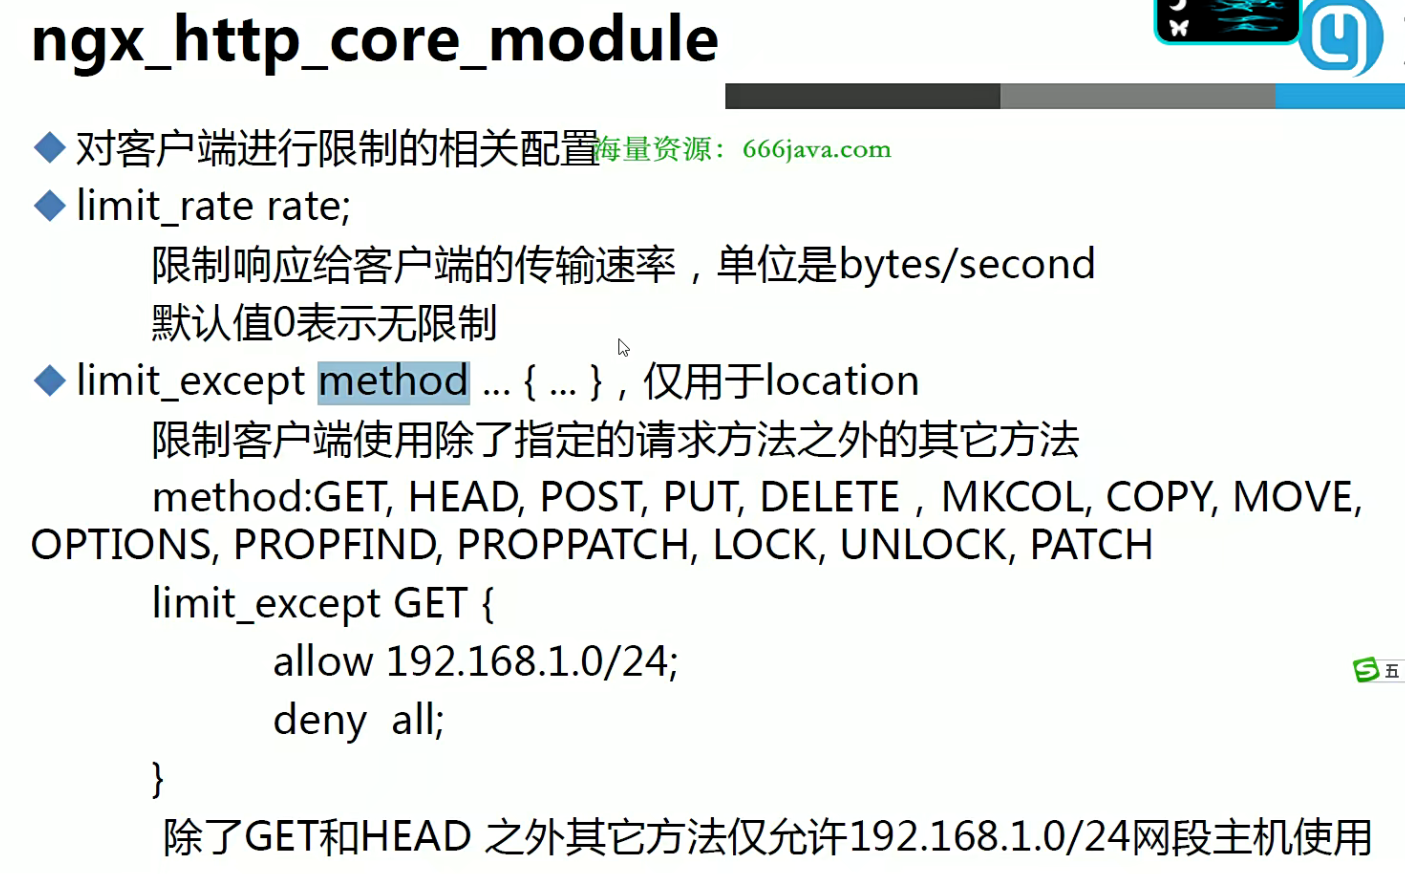 ngx_http_core_module
对客户端进行限制的相关配置
海量资源：666java.com
limit_rate rate;
限制响应给客户端的传输速率，单位是bytes/second
默认值0表示无限制
limit_except method ... { ... }，仅用于location
限制客户端使用除了指定的请求方法之外的其它方法
method:GET, HEAD, POST, PUT, DELETE，MKCOL, COPY, MOVE,
OPTIONS, PROPFIND, PROPPATCH, LOCK, UNLOCK, PATCH
limit_except GET {
allow 192.168.1.0/24;
deny all;
}
除了GET和HEAD 之外其它方法仅允许192.168.1.0/24网段主机使用
五